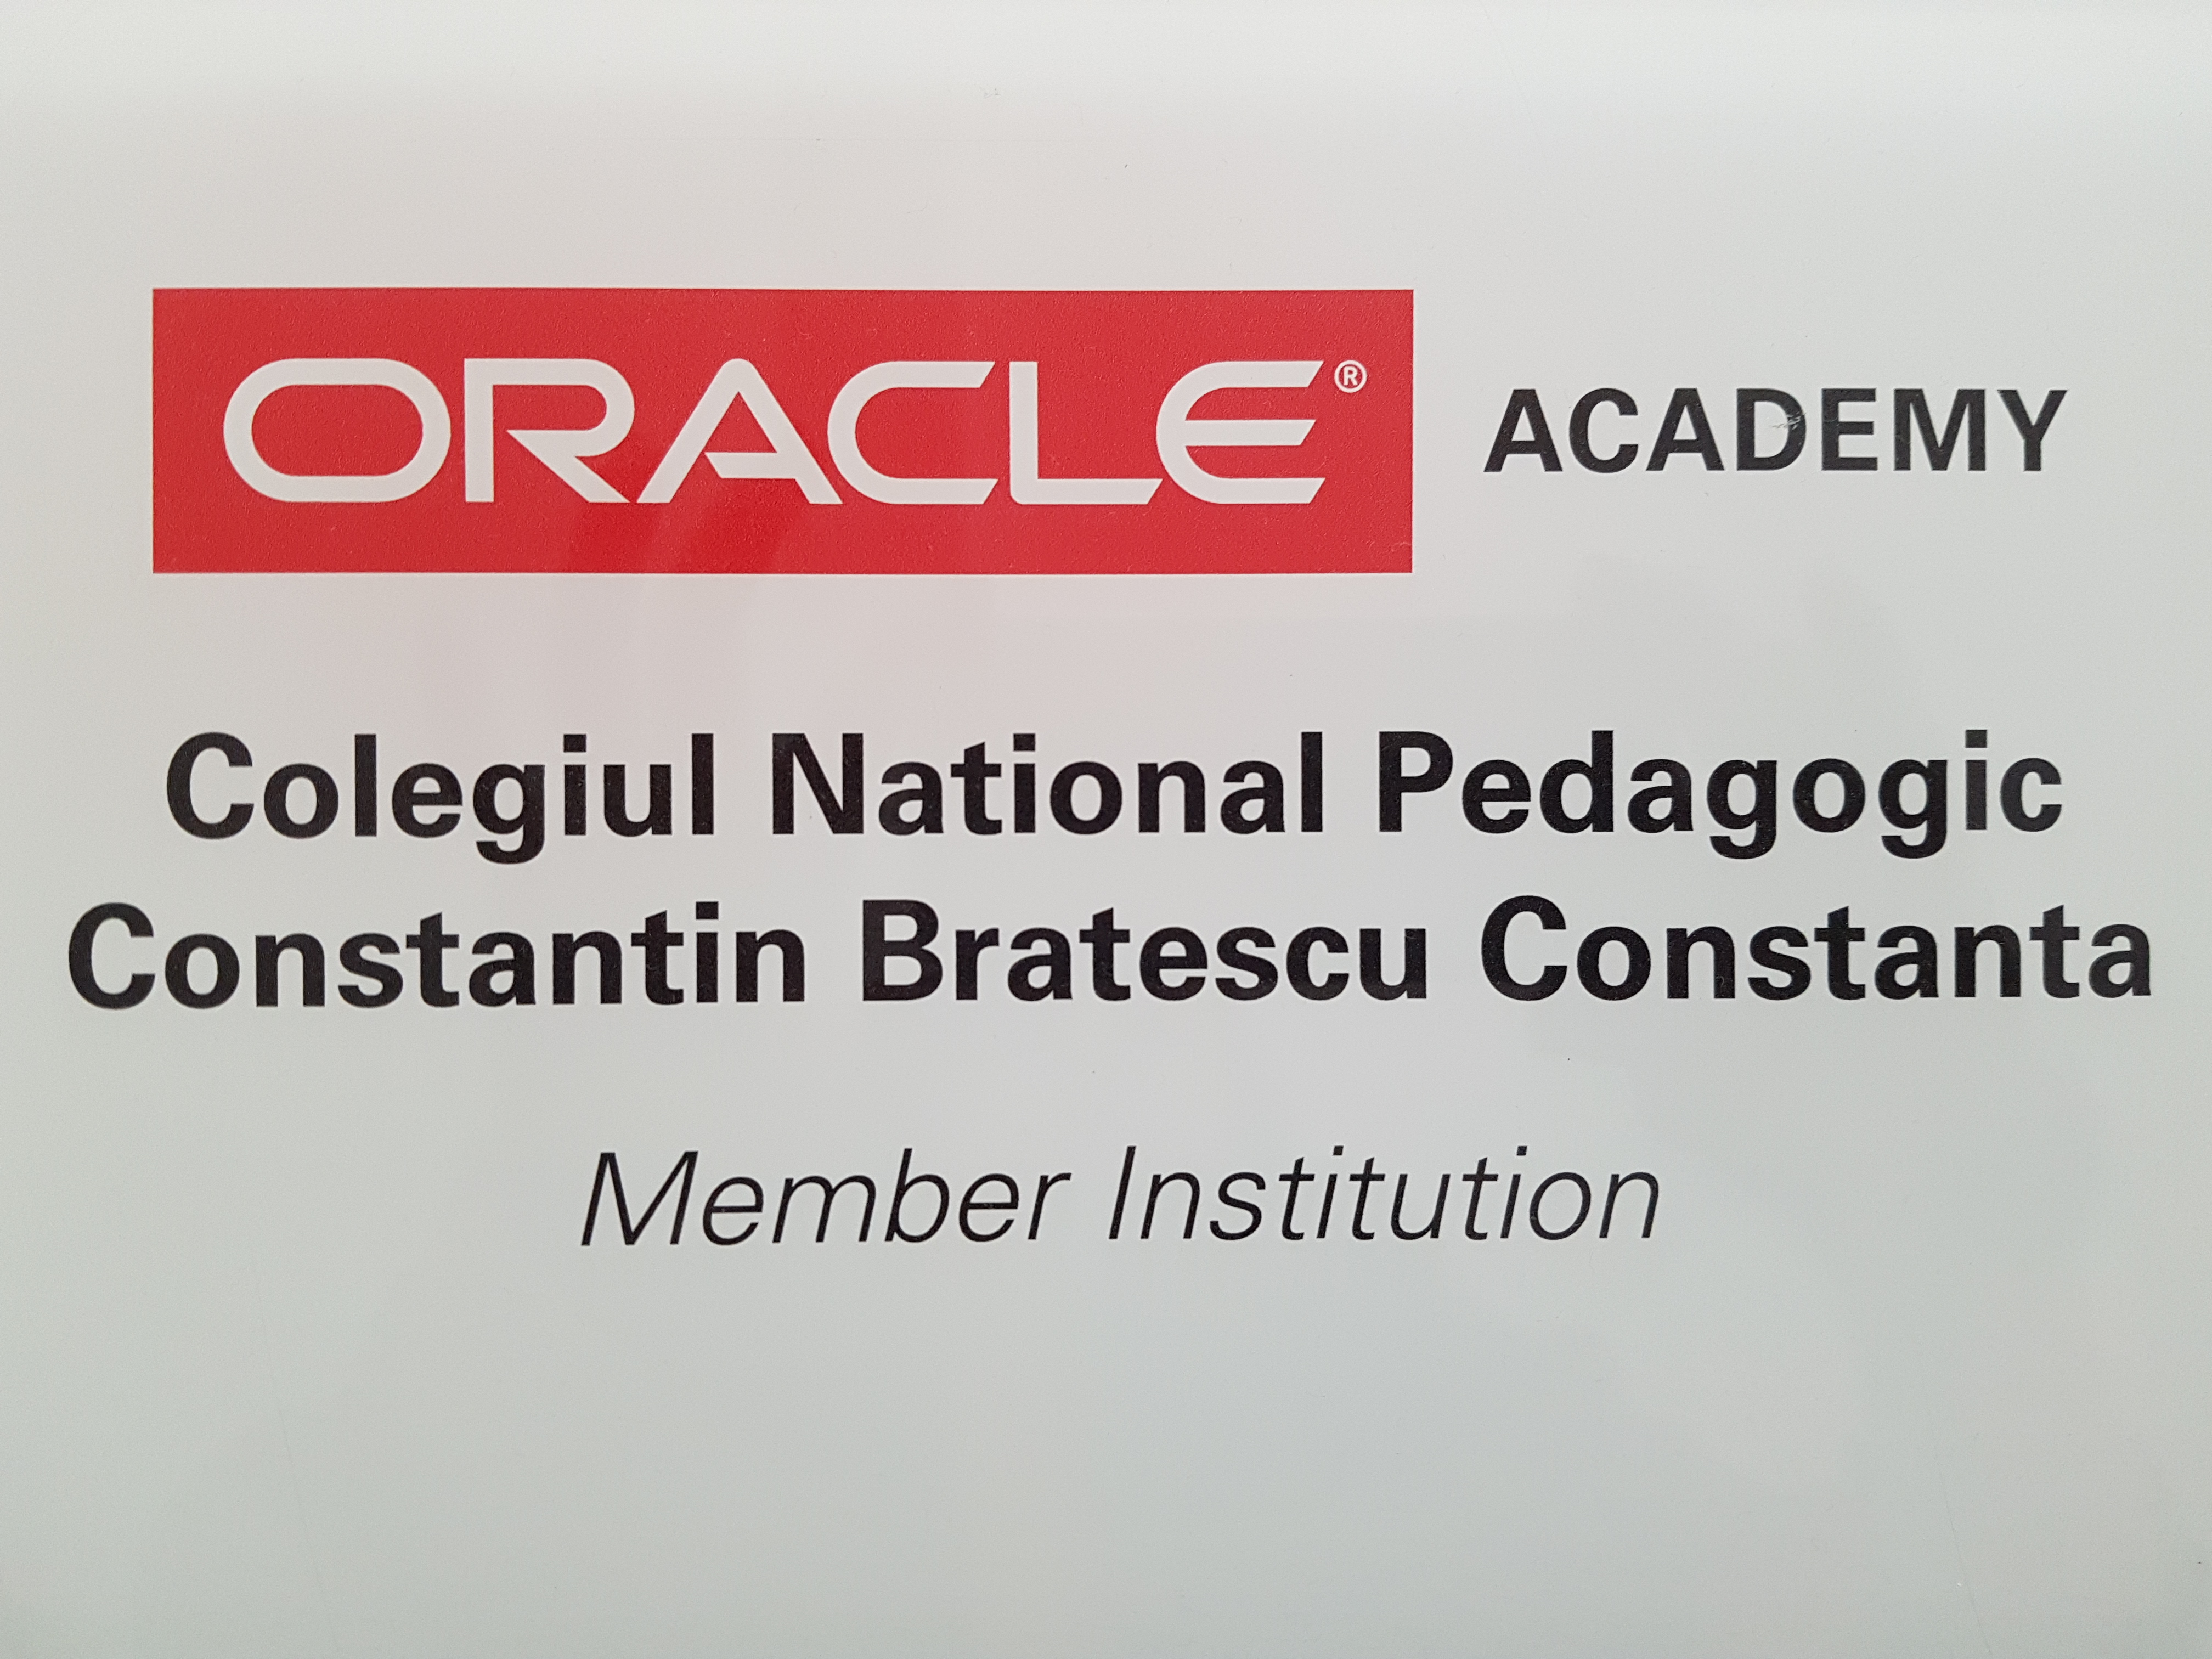 ORACLE® ACADEMY
Colegiul National Pedagogic
Constantin Bratescu Constanta
Member Institution